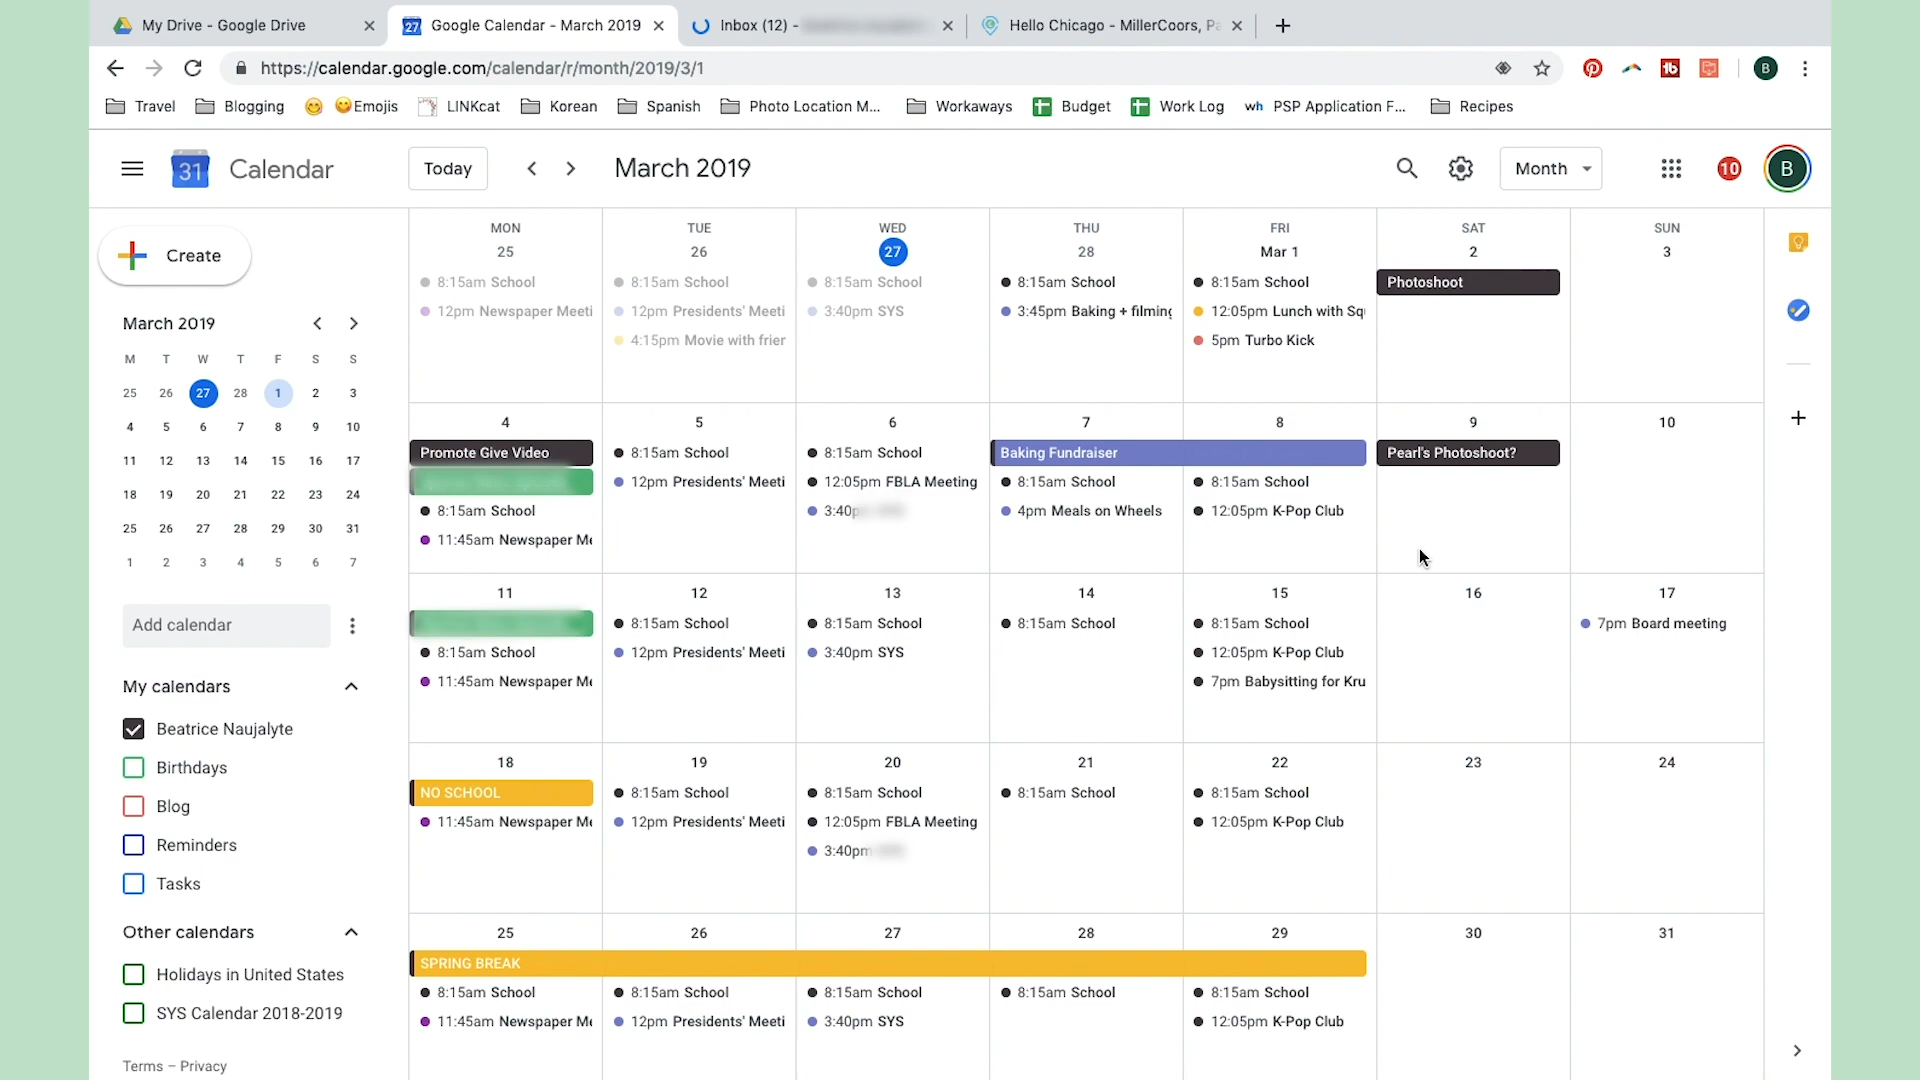 My Drive - Google Drive
Google Calendar - March 2019
Inbox (12) -
Hello Chicago - MillerCoors, Pa
https://calendar.google.com/calendar/r/month/2019/3/1
B
Travel
Blogging
Emojis
LINKcat
Korean
Spanish
Photo Location M...
Workaways
Budget
Work Log
wh PSP Application F...
Recipes
31 Calendar
Today
March 2019
Month
10
B
Create
March 2019
M T W T F S S
25 26 27 28 1 2 3
4 5 6 7 8 9 10
11 12 13 14 15 16 17
18 19 20 21 22 23 24
25 26 27 28 29 30 31
1 2 3 4 5 6 7
Add calendar
My calendars
Beatrice Naujalyte
Birthdays
Blog
Reminders
Tasks
Other calendars
Holidays in United States
SYS Calendar 2018-2019
Terms – Privacy
MON TUE WED THU FRI SAT SUN
25 26 27 28 Mar 1 2 3
8:15am School
12pm Newspaper Meeti
8:15am School
12pm Presidents' Meeti
4:15pm Movie with frier
8:15am School
3:40pm SYS
8:15am School
3:45pm Baking + filming
8:15am School
12:05pm Lunch with Squ
5pm Turbo Kick
Photoshoot
4 5 6 7 8 9 10
Promote Give Video
8:15am School
11:45am Newspaper Me
8:15am School
12pm Presidents' Meeti
8:15am School
12:05pm FBLA Meeting
3:40pm
Baking Fundraiser
8:15am School
4pm Meals on Wheels
8:15am School
12:05pm K-Pop Club
Pearl's Photoshoot?
11 12 13 14 15 16 17
8:15am School
11:45am Newspaper Me
8:15am School
12pm Presidents' Meeti
8:15am School
3:40pm SYS
8:15am School
8:15am School
12:05pm K-Pop Club
7pm Babysitting for Kru
7pm Board meeting
18 19 20 21 22 23 24
NO SCHOOL
11:45am Newspaper Me
8:15am School
12pm Presidents' Meeti
8:15am School
12:05pm FBLA Meeting
3:40pm
8:15am School
8:15am School
12:05pm K-Pop Club
25 26 27 28 29 30 31
SPRING BREAK
8:15am School
11:45am Newspaper Me
8:15am School
12pm Presidents' Meeti
8:15am School
3:40pm SYS
8:15am School
8:15am School
12:05pm K-Pop Club